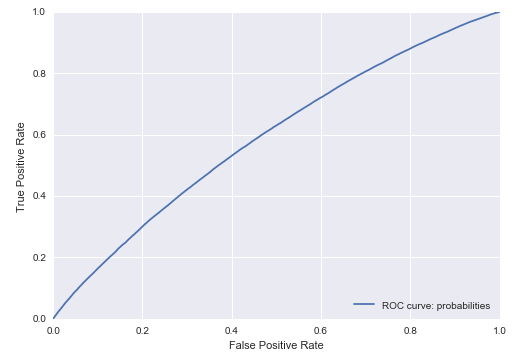 1.0
0.8
0.6
0.4
0.2
0.0
True Positive Rate
0.0 0.2 0.4 0.6 0.8 1.0
False Positive Rate
ROC curve: probabilities